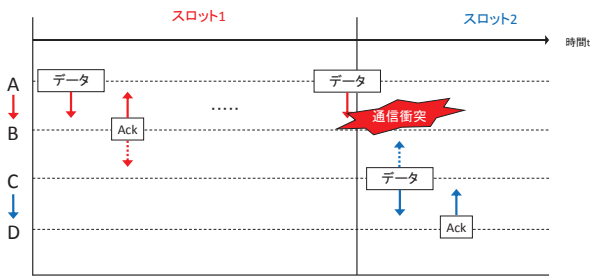 スロット1
スロット2
時間t
A
データ
データ
.....
通信衝突
Ack
B
C
データ
D
Ack